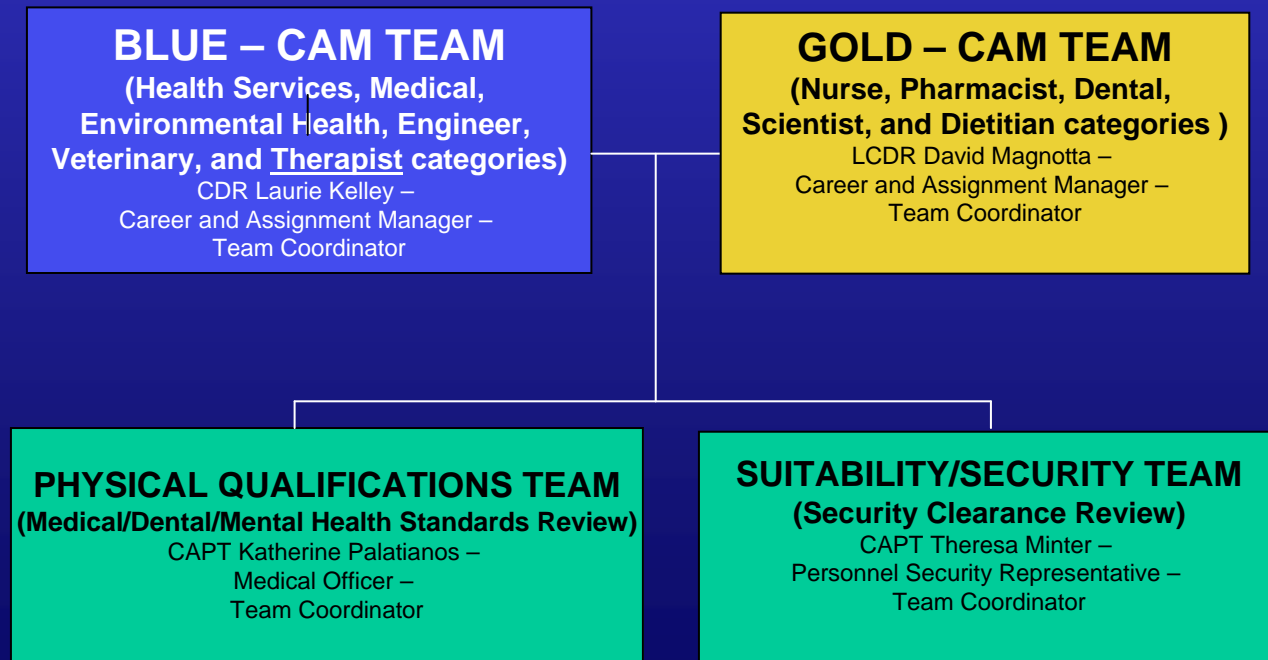 BLUE – CAM TEAM
(Health Services, Medical,
Environmental Health, Engineer,
Veterinary, and Therapist categories)
CDR Laurie Kelley –
Career and Assignment Manager –
Team Coordinator
GOLD – CAM TEAM
(Nurse, Pharmacist, Dental,
Scientist, and Dietitian categories )
LCDR David Magnotta –
Career and Assignment Manager –
Team Coordinator
PHYSICAL QUALIFICATIONS TEAM
(Medical/Dental/Mental Health Standards Review)
CAPT Katherine Palatianos –
Medical Officer –
Team Coordinator
SUITABILITY/SECURITY TEAM
(Security Clearance Review)
CAPT Theresa Minter –
Personnel Security Representative –
Team Coordinator